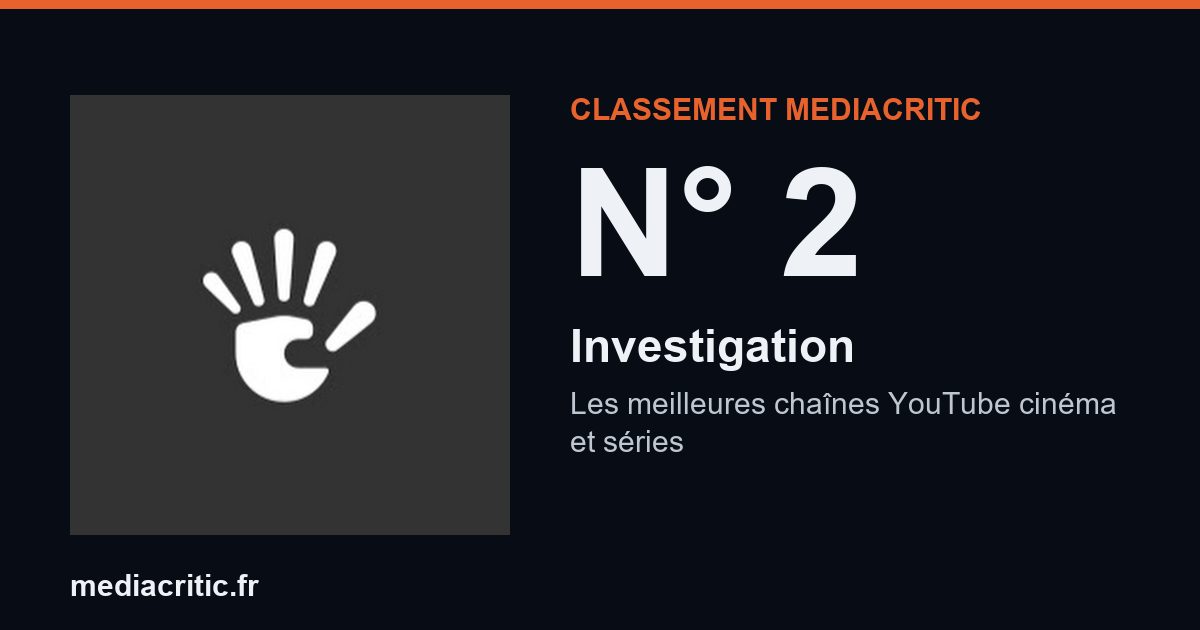 CLASSEMENT MEDIACRITIC
N° 2
Investigation
Les meilleures chaînes YouTube cinéma
et séries
mediacritic.fr